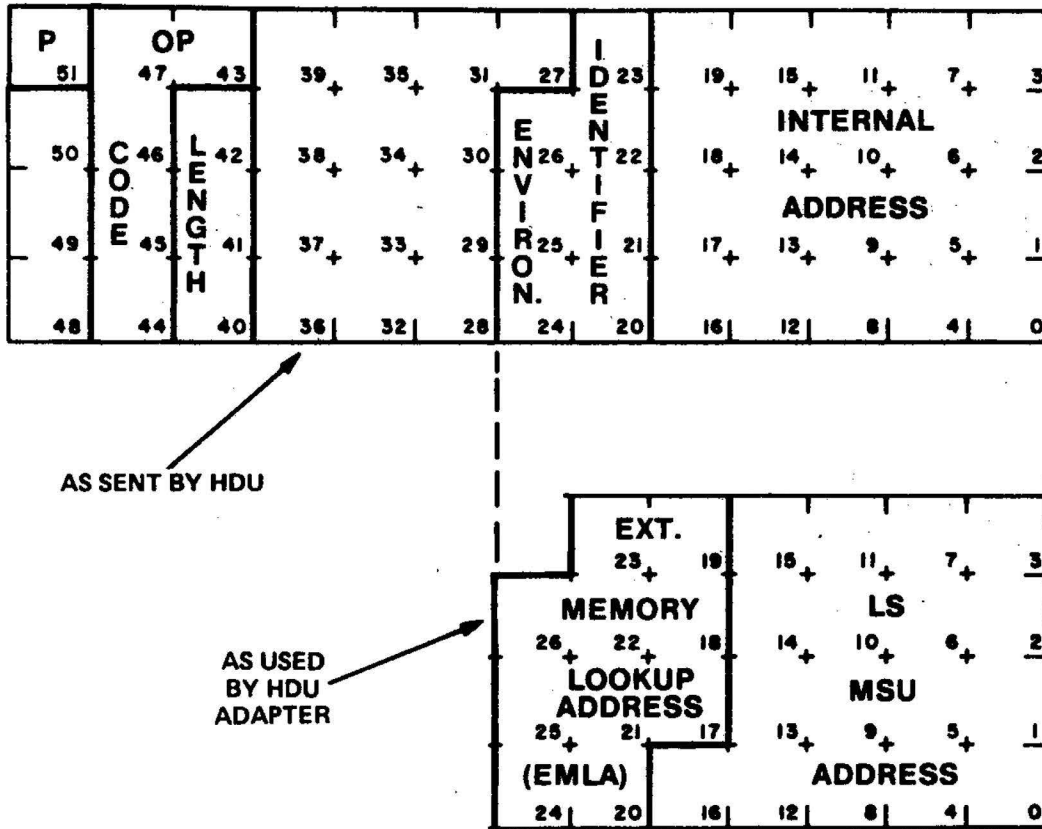 P OP
51 47 43 39 35 31 27 23 19 15 11 7 3
CODE
LENGTH
ENVIRON.
IDENTIFIER
INTERNAL
50 46 42 38 34 30 26 22 18 14 10 6 2
ADDRESS
49 45 41 37 33 29 25 21 17 13 9 5 1
48 44 40 36 32 28 24 20 16 12 8 4 0
AS SENT BY HDU
EXT.
23 19 15 11 7 3
MEMORY LS
26 22 18 14 10 6 2
AS USED
BY HDU
ADAPTER
LOOKUP MSU
ADDRESS
25 21 17 13 9 5 1
(EMLA) ADDRESS
24 20 16 12 8 4 0